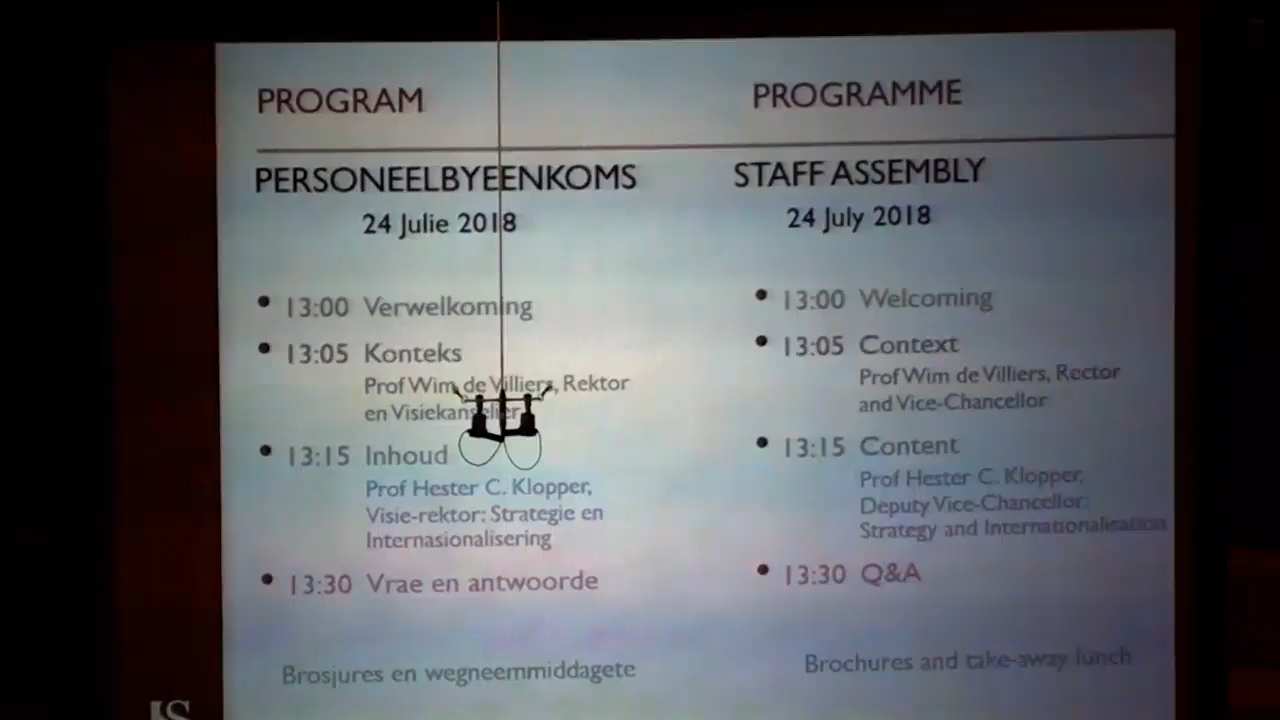 PROGRAM
PERSONEELBYEENKOMS
24 Julie 2018
• 13:00 Verwelkoming
• 13:05 Konteks
Prof Wim de Villiers, Rektor
en Visiekanselier
• 13:15 Inhoud
Prof Hester C. Klopper,
Visie-rektor: Strategie en
Internasionalisering
• 13:30 Vrae en antwoorde
Brosjures en wegneemmiddagete
PROGRAMME
STAFF ASSEMBLY
24 July 2018
• 13:00 Welcoming
• 13:05 Context
Prof Wim de Villiers, Rector
and Vice-Chancellor
• 13:15 Content
Prof Hester C. Klopper,
Deputy Vice-Chancellor:
Strategy and Internationalisation
• 13:30 Q&A
Brochures and take-away lunch